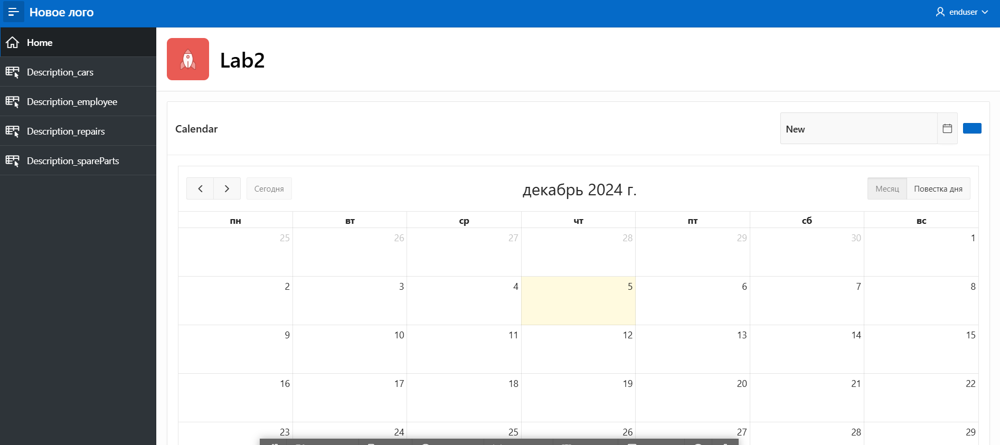 Новое лого
enduser
Home
Description_cars
Description_employee
Description_repairs
Description_spareParts
Lab2
Calendar
New
Сегодня
декабрь 2024 г.
Месяц Повестка дня
пн вт ср чт пт сб вс
25 26 27 28 29 30 1
2 3 4 5 6 7 8
9 10 11 12 13 14 15
16 17 18 19 20 21 22
23 24 25 26 27 28 29